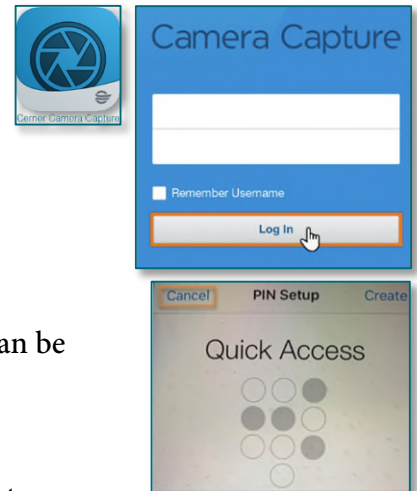 Camera Capture
Cerner Camera Capture
Remember Username
Log In
Cancel PIN Setup Create
Quick Access
an be